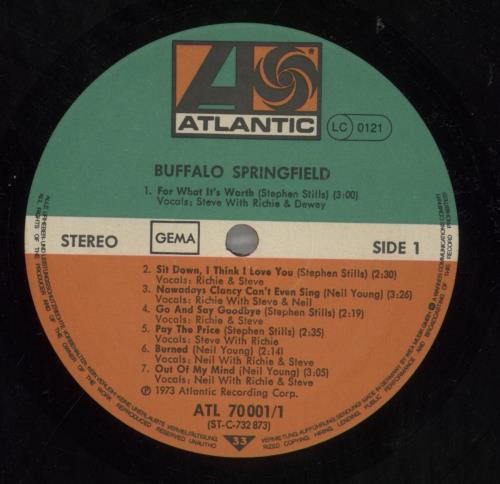 ATLANTIC
LC 0121
BUFFALO SPRINGFIELD
1. For What It's Worth (Stephen Stills) (3:00)
Vocals: Steve With Richie & Dewey
STEREO GEMA SIDE 1
2. Sit Down, I Think I Love You (Stephen Stills) (2:30)
Vocals: Richie & Steve
3. Nowadays Clancy Can't Even Sing (Neil Young) (3:26)
Vocals: Richie With Steve & Neil
4. Go And Say Goodbye (Stephen Stills) (2:19)
Vocals: Richie & Steve
5. Pay The Price (Stephen Stills) (2:35)
Vocals: Steve With Richie
6. Burned (Neil Young) (2:14)
Vocals: Neil With Richie & Steve
7. Out Of My Mind (Neil Young) (3:05)
Vocals: Neil With Richie & Steve
℗ 1973 Atlantic Recording Corp.
ATL 70 001/1
(ST-C-732 873)
33